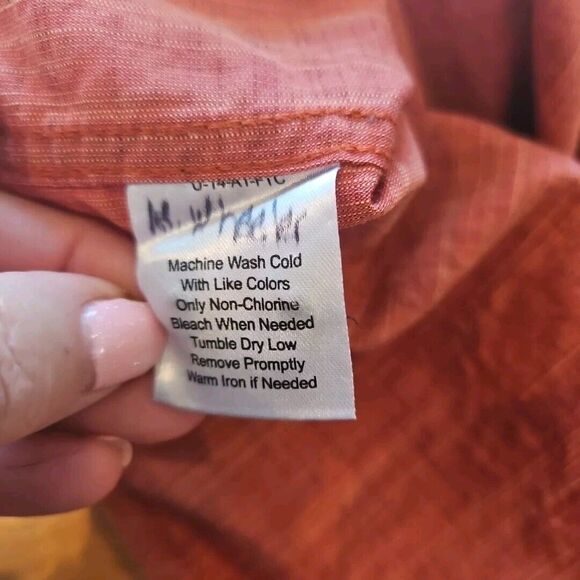 M. Wheeler
Machine Wash Cold
With Like Colors
Only Non-Chlorine
Bleach When Needed
Tumble Dry Low
Remove Promptly
Warm Iron if Needed